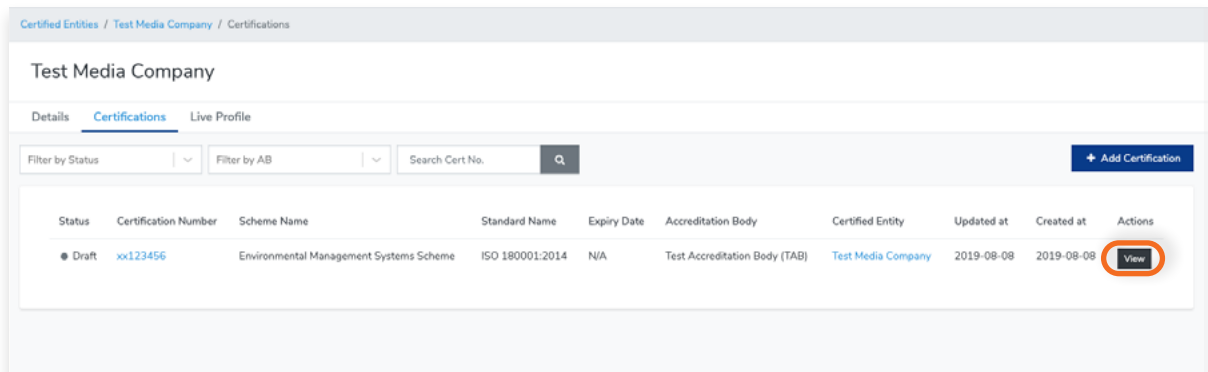 Certified Entities / Test Media Company / Certifications
Test Media Company
Details Certifications Live Profile
Filter by Status Filter by AB Search Cert No. + Add Certification
Status Certification Number Scheme Name Standard Name Expiry Date Accreditation Body Certified Entity Updated at Created at Actions
Draft xx123456 Environmental Management Systems Scheme ISO 180001:2014 N/A Test Accreditation Body (TAB) Test Media Company 2019-08-08 2019-08-08 View